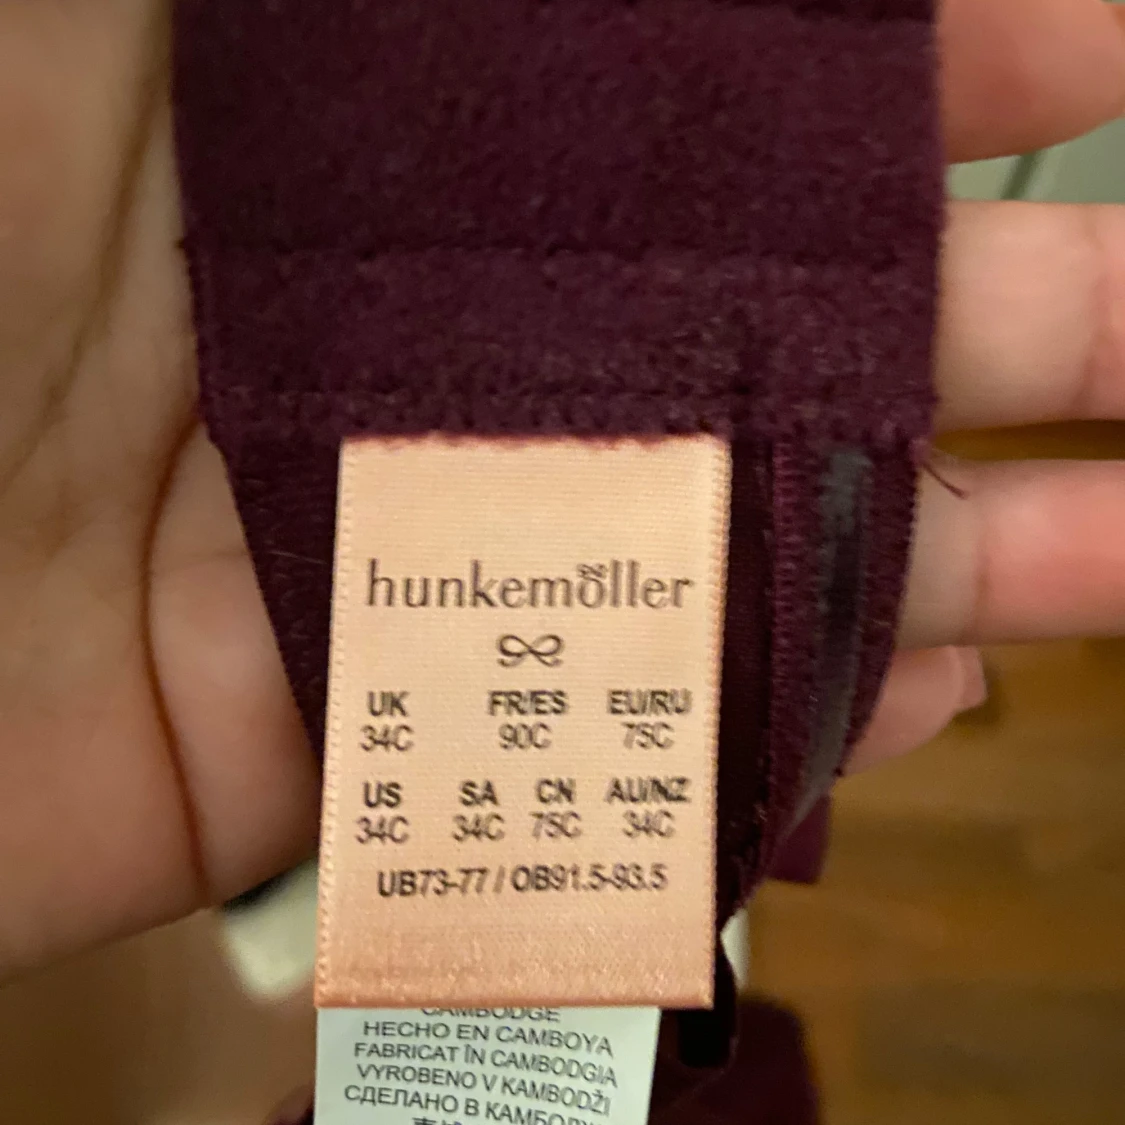 hunkemöller
UK FR/ES EU/RU
34C 90C 75C
US SA CN AU/NZ
34C 34C 75C 34C
UB73-77 / OB91.5-93.5
CAMBODGE
HECHO EN CAMBOYA
FABRICAT ÎN CAMBODGIA
VYROBENO V KAMBODŽI
СДЕЛАНО В